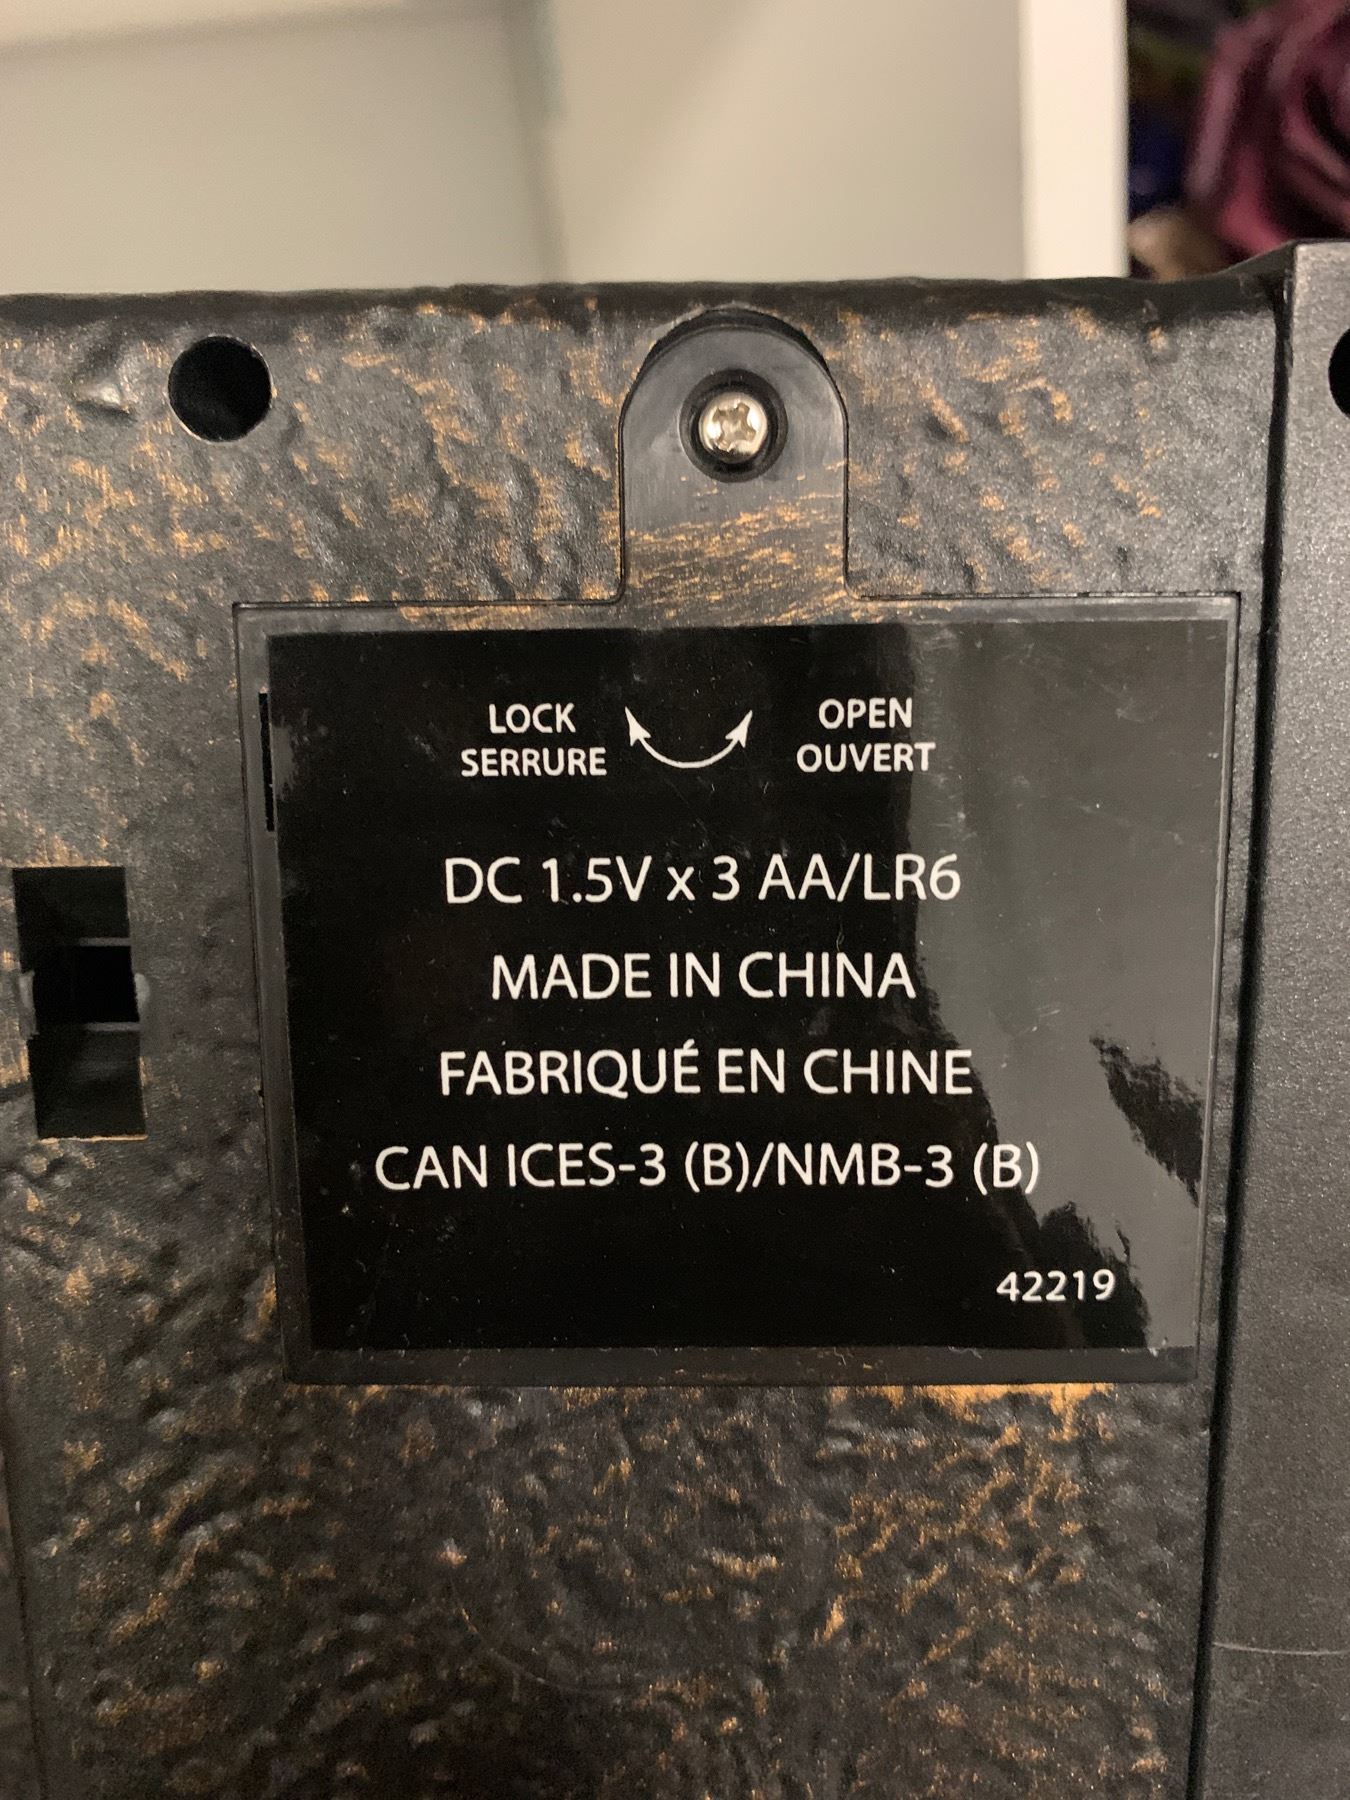 LOCK OPEN
SERRURE OUVERT
DC 1.5V x 3 AA/LR6
MADE IN CHINA
FABRIQUÉ EN CHINE
CAN ICES-3 (B)/NMB-3 (B)
42219